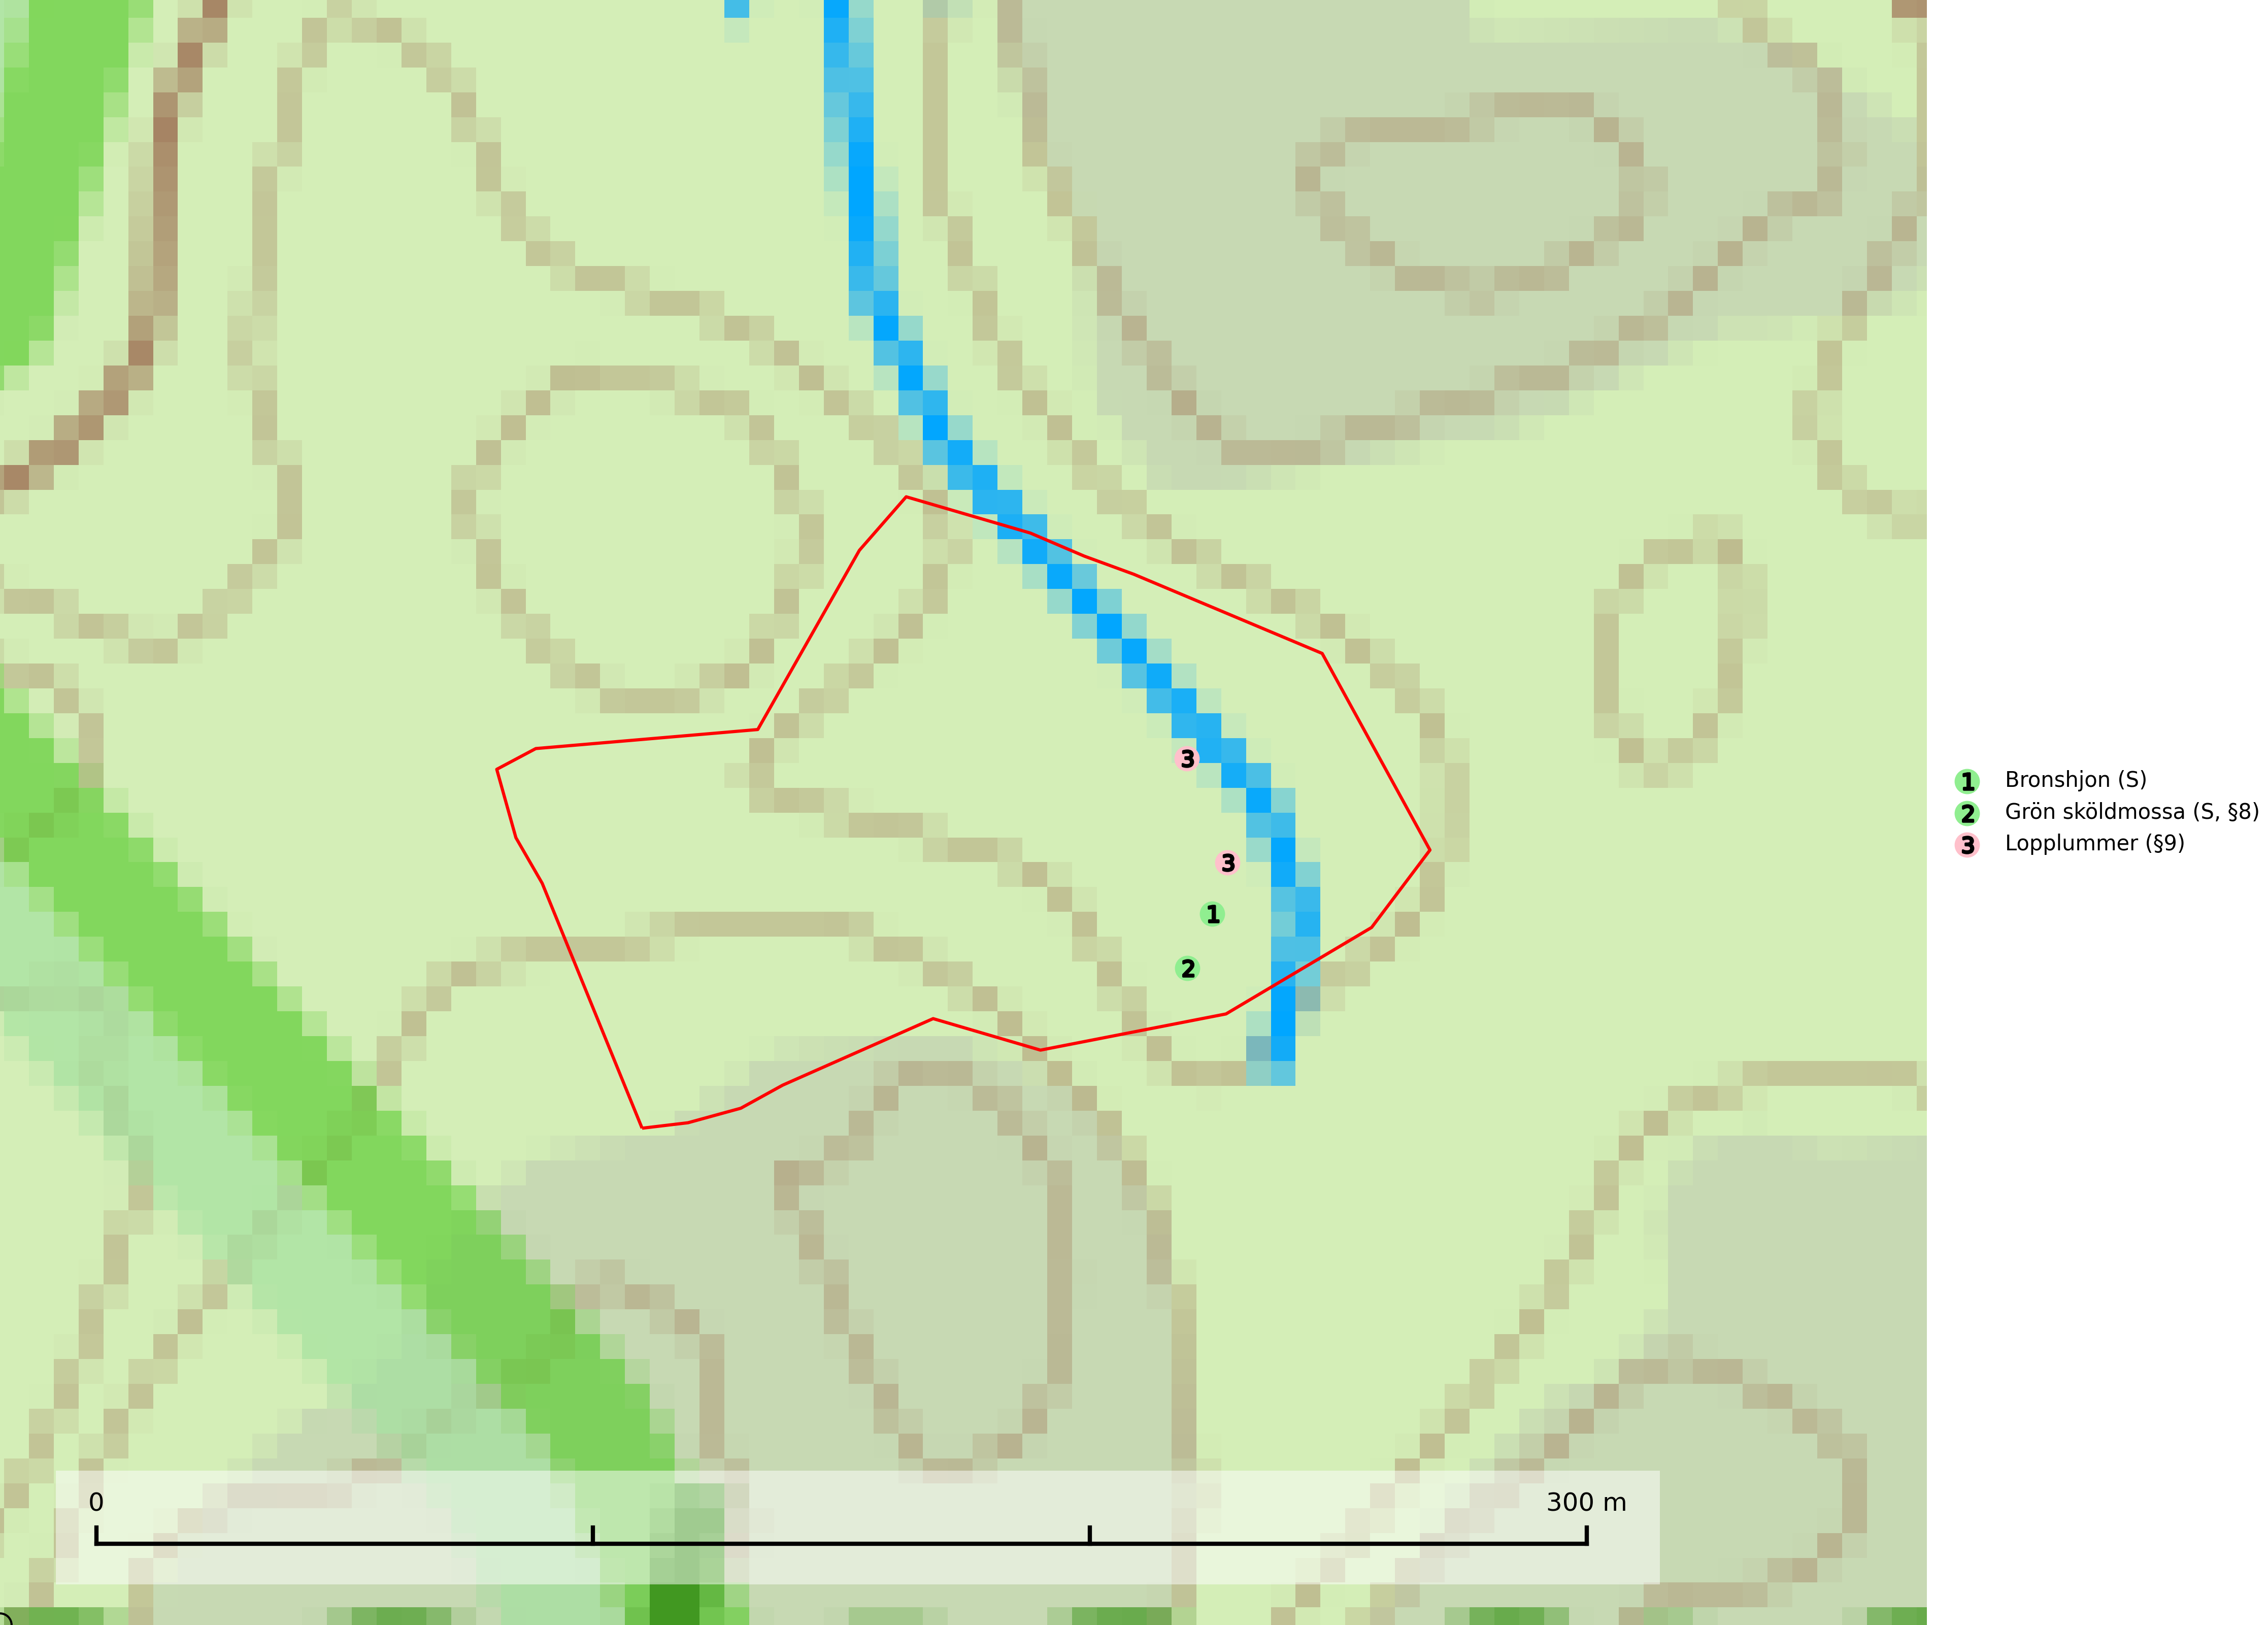 3
3
1
2
1 Bronshjon (S)
2 Grön sköldmossa (S, §8)
3 Lopplummer (§9)
0 300 m